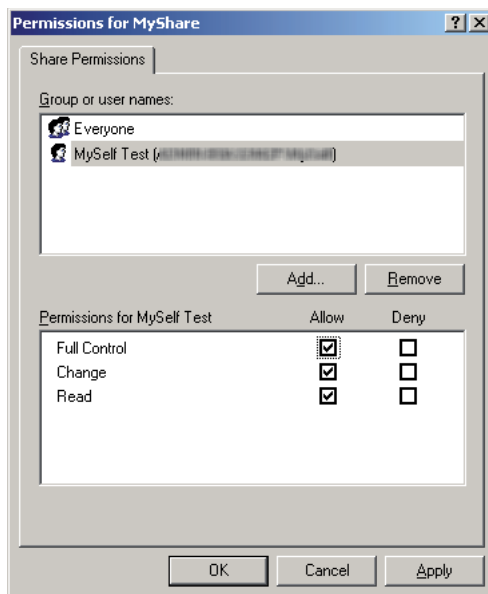 Permissions for MyShare
Share Permissions
Group or user names:
Everyone
MySelf Test (
Add... Remove
Permissions for MySelf Test Allow Deny
Full Control
Change
Read
OK Cancel Apply